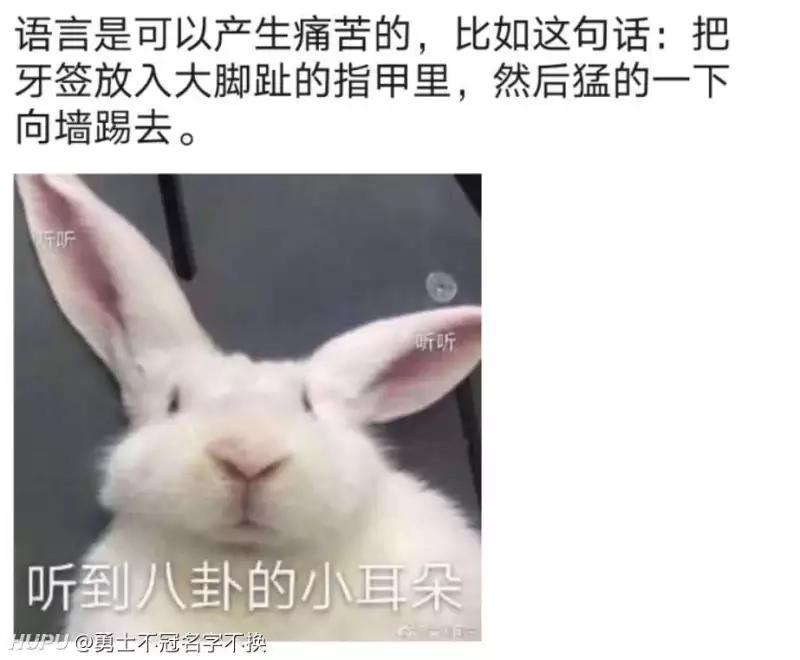 语言是可以产生痛苦的，比如这句话：把
牙签放入大脚趾的指甲里，然后猛的一下
向墙踢去。
听听
听听
听到八卦的小耳朵
HUPU @勇士不冠名字不换